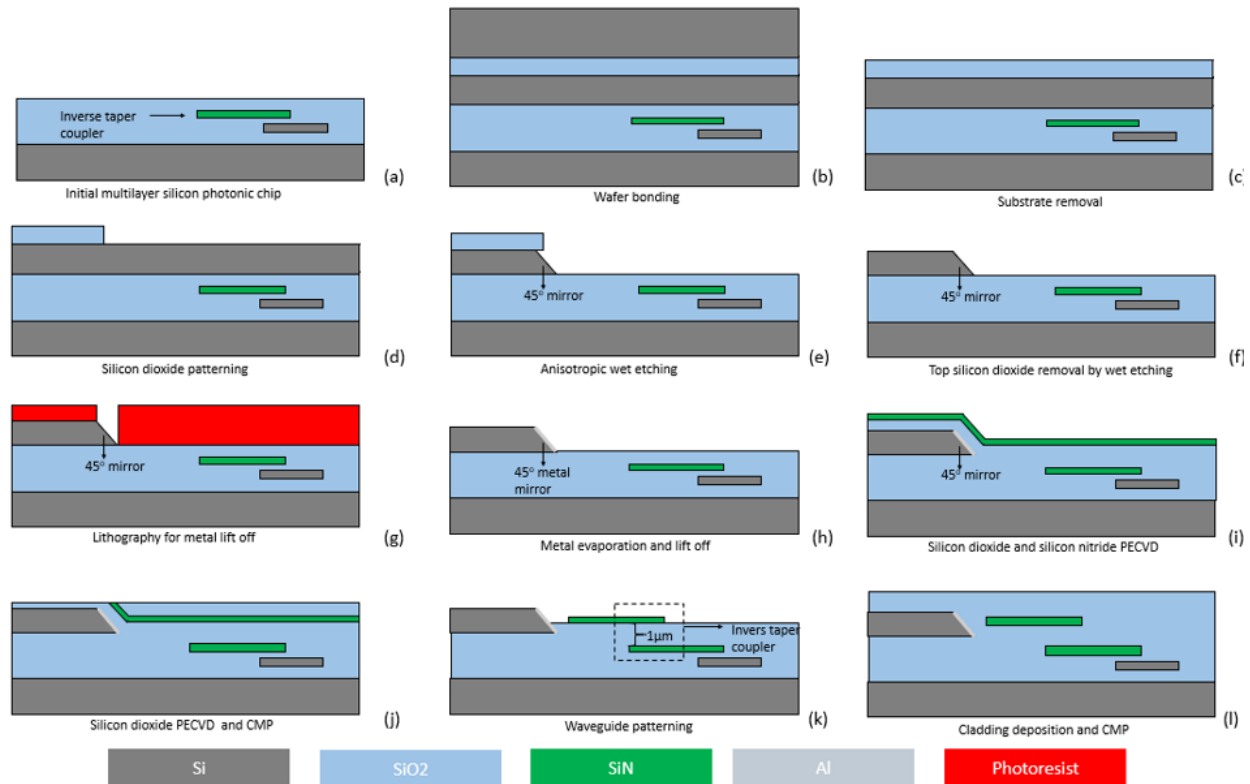 Inverse taper
coupler
(a)
Initial multilayer silicon photonic chip
(b)
Wafer bonding
(c)
Substrate removal
(d)
Silicon dioxide patterning
45° mirror
(e)
Anisotropic wet etching
45° mirror
(f)
Top silicon dioxide removal by wet etching
45° mirror
(g)
Lithography for metal lift off
45° metal
mirror
(h)
Metal evaporation and lift off
45° mirror
(i)
Silicon dioxide and silicon nitride PECVD
(j)
Silicon dioxide PECVD and CMP
1μm
Invers taper
coupler
(k)
Waveguide patterning
(l)
Cladding deposition and CMP
Si
SiO2
SiN
Al
Photoresist